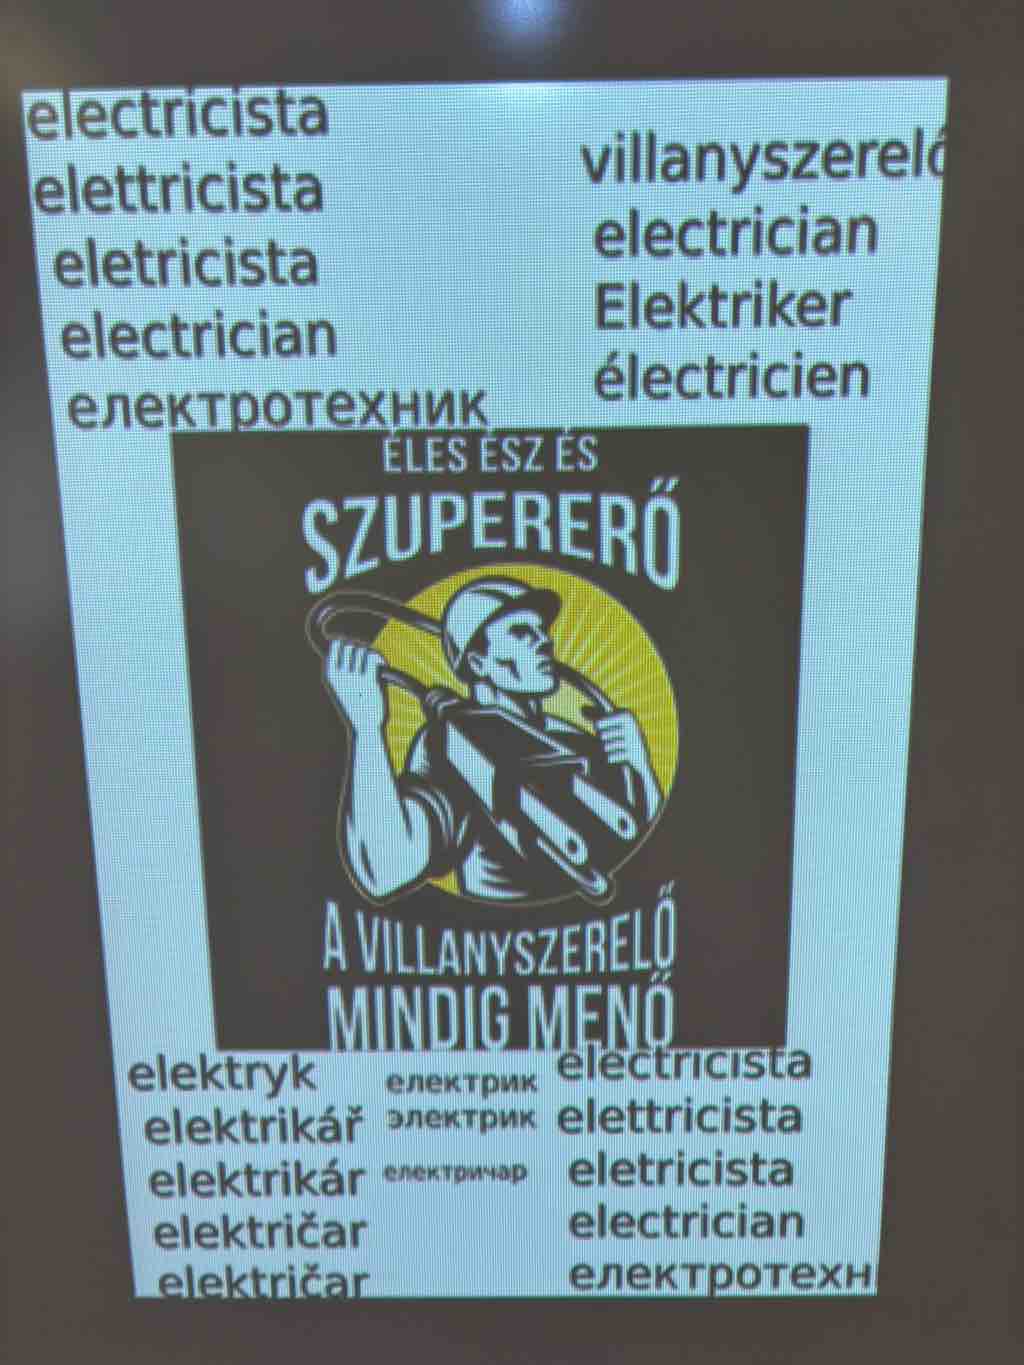 electricista
elettricista
eletricista
electrician
електротехник
villanyszerelő
electrician
Elektriker
électricien
ÉLES ÉSZ ÉS
SZUPERERŐ
A VILLANYSZERELŐ
MINDIG MENŐ
elektryk
elektrikář
elektrikár
električar
električar
електрик
электрик
електричар
electricista
elettricista
eletricista
electrician
електротехн